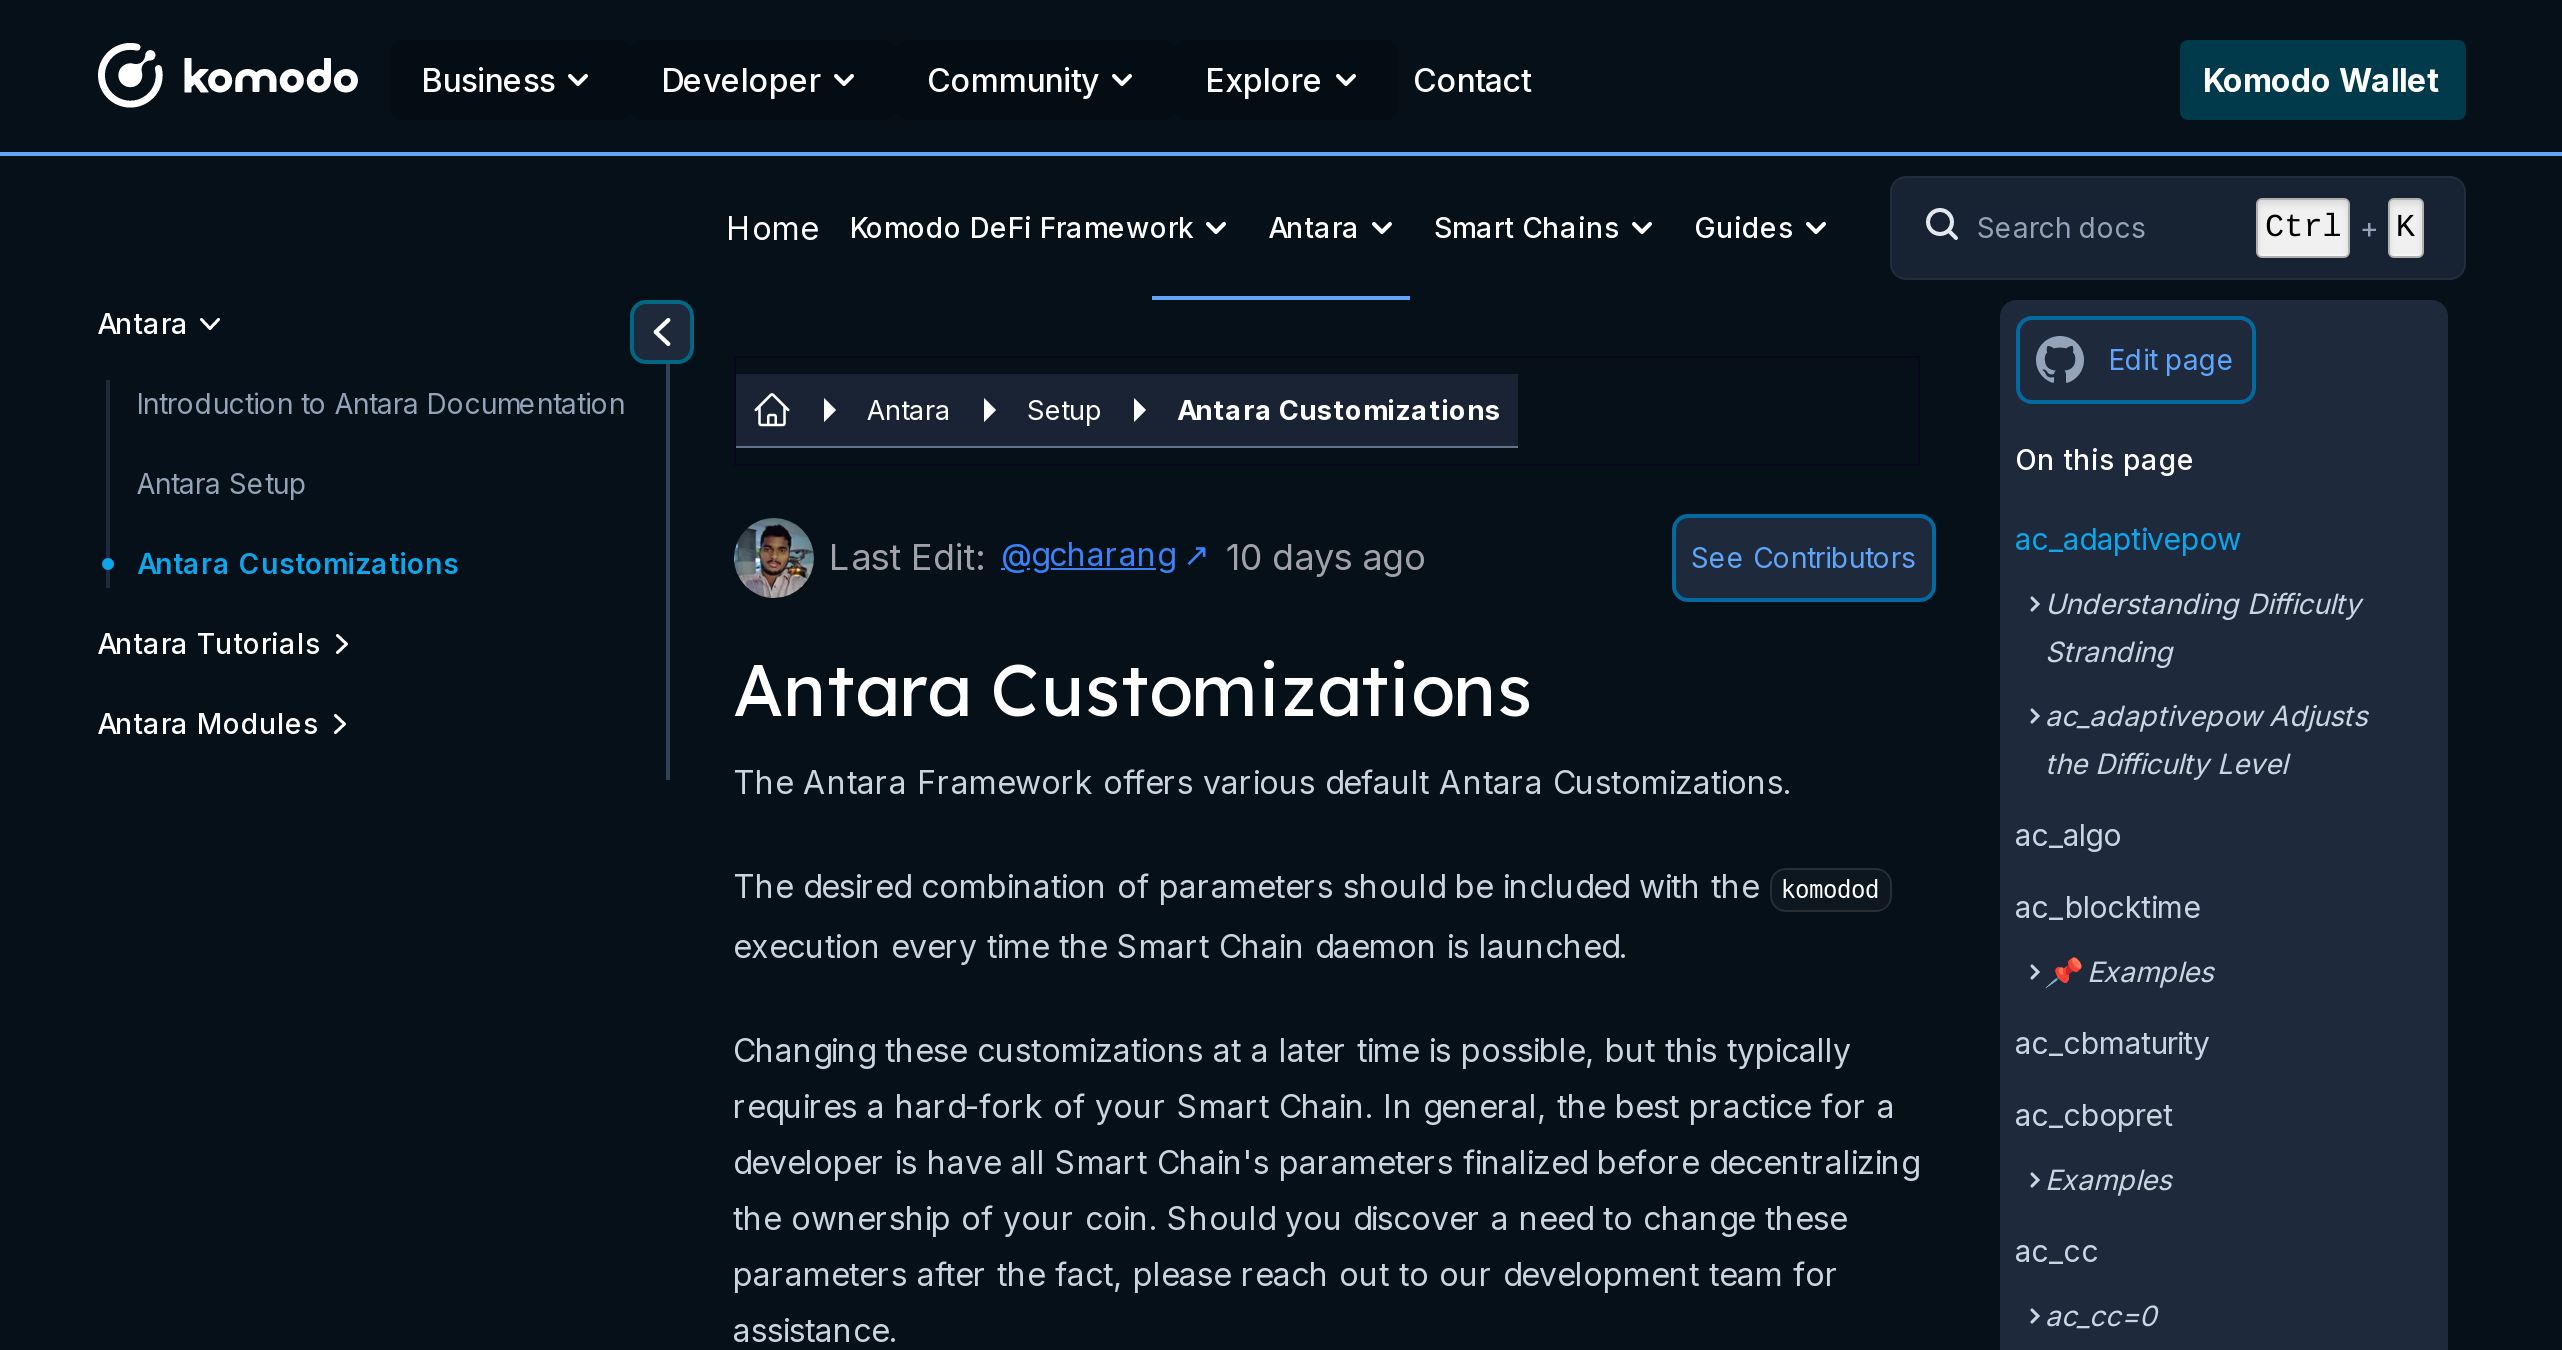 komodo
Business
Developer
Community
Explore
Contact
Komodo Wallet
Home
Komodo DeFi Framework
Antara
Smart Chains
Guides
Search docs
Ctrl + K
Antara
Introduction to Antara Documentation
Antara Setup
Antara Customizations
Antara Tutorials
Antara Modules
Antara
Setup
Antara Customizations
Last Edit: @gcharang ↗ 10 days ago
See Contributors
Antara Customizations
The Antara Framework offers various default Antara Customizations.
The desired combination of parameters should be included with the komodod
execution every time the Smart Chain daemon is launched.
Changing these customizations at a later time is possible, but this typically
requires a hard-fork of your Smart Chain. In general, the best practice for a
developer is have all Smart Chain's parameters finalized before decentralizing
the ownership of your coin. Should you discover a need to change these
parameters after the fact, please reach out to our development team for
assistance.
Edit page
On this page
ac_adaptivepow
Understanding Difficulty
Stranding
ac_adaptivepow Adjusts
the Difficulty Level
ac_algo
ac_blocktime
📌 Examples
ac_cbmaturity
ac_cbopret
Examples
ac_cc
ac_cc=0